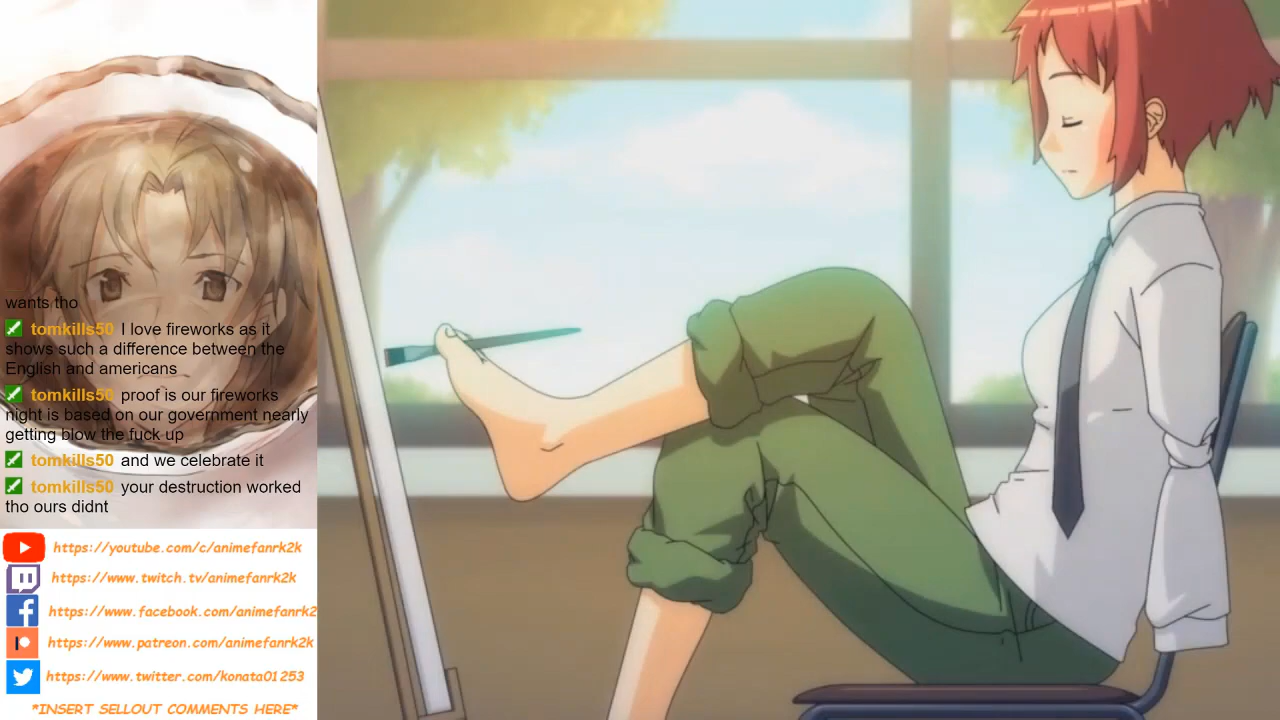 wants tho
tomkills50 I love fireworks as it
shows such a difference between the
English and americans
tomkills50 proof is our fireworks
night is based on our government nearly
getting blow the fuck up
tomkills50 and we celebrate it
tomkills50 your destruction worked
tho ours didnt
https://youtube.com/c/animefanrk2k
https://www.twitch.tv/animefanrk2k
https://www.facebook.com/animefanrk2
https://www.patreon.com/animefanrk2k
https://www.twitter.com/konata01253
*INSERT SELLOUT COMMENTS HERE*